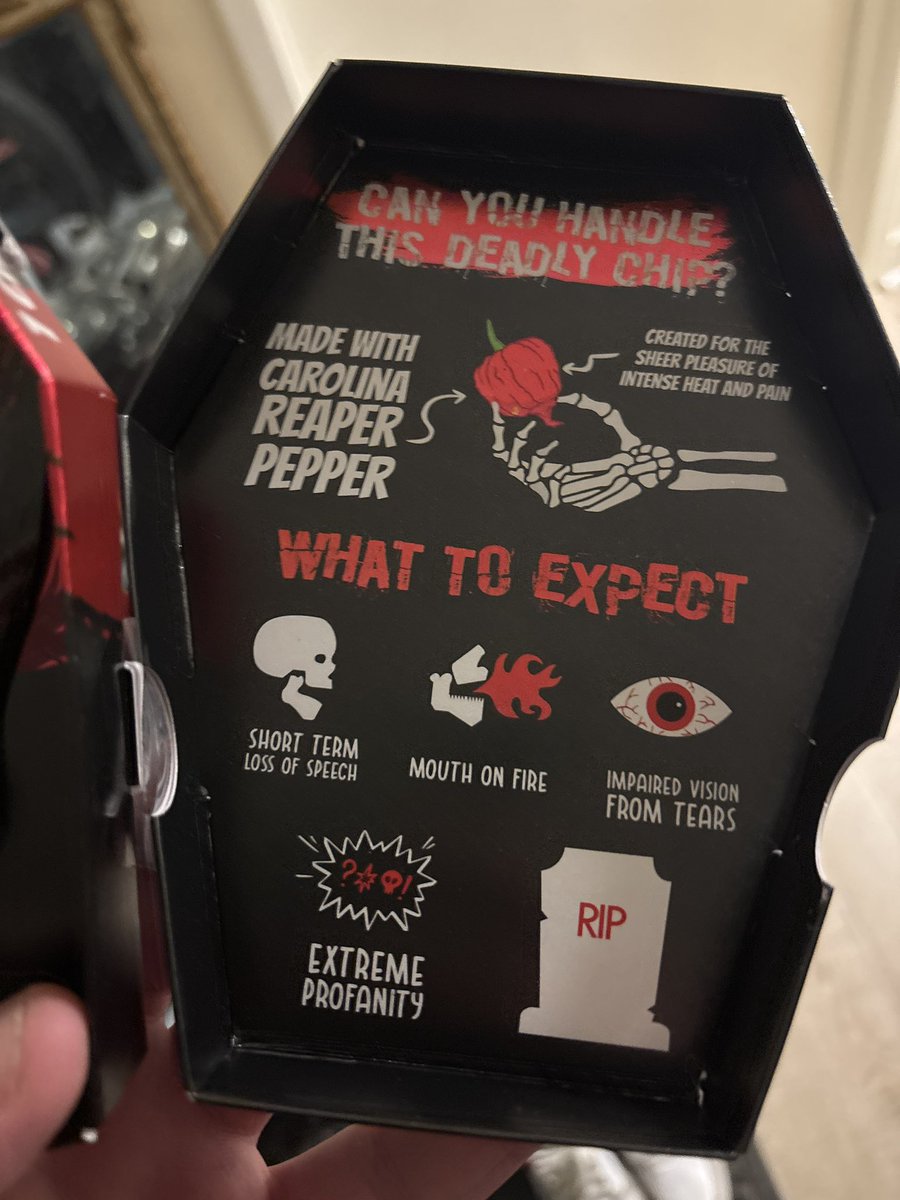 CAN YOU HANDLE
THIS DEADLY CHIP?
MADE WITH
CAROLINA
REAPER
PEPPER
CREATED FOR THE
SHEER PLEASURE OF
INTENSE HEAT AND PAIN
WHAT TO EXPECT
SHORT TERM
LOSS OF SPEECH
MOUTH ON FIRE
IMPAIRED VISION
FROM TEARS
EXTREME
PROFANITY
RIP